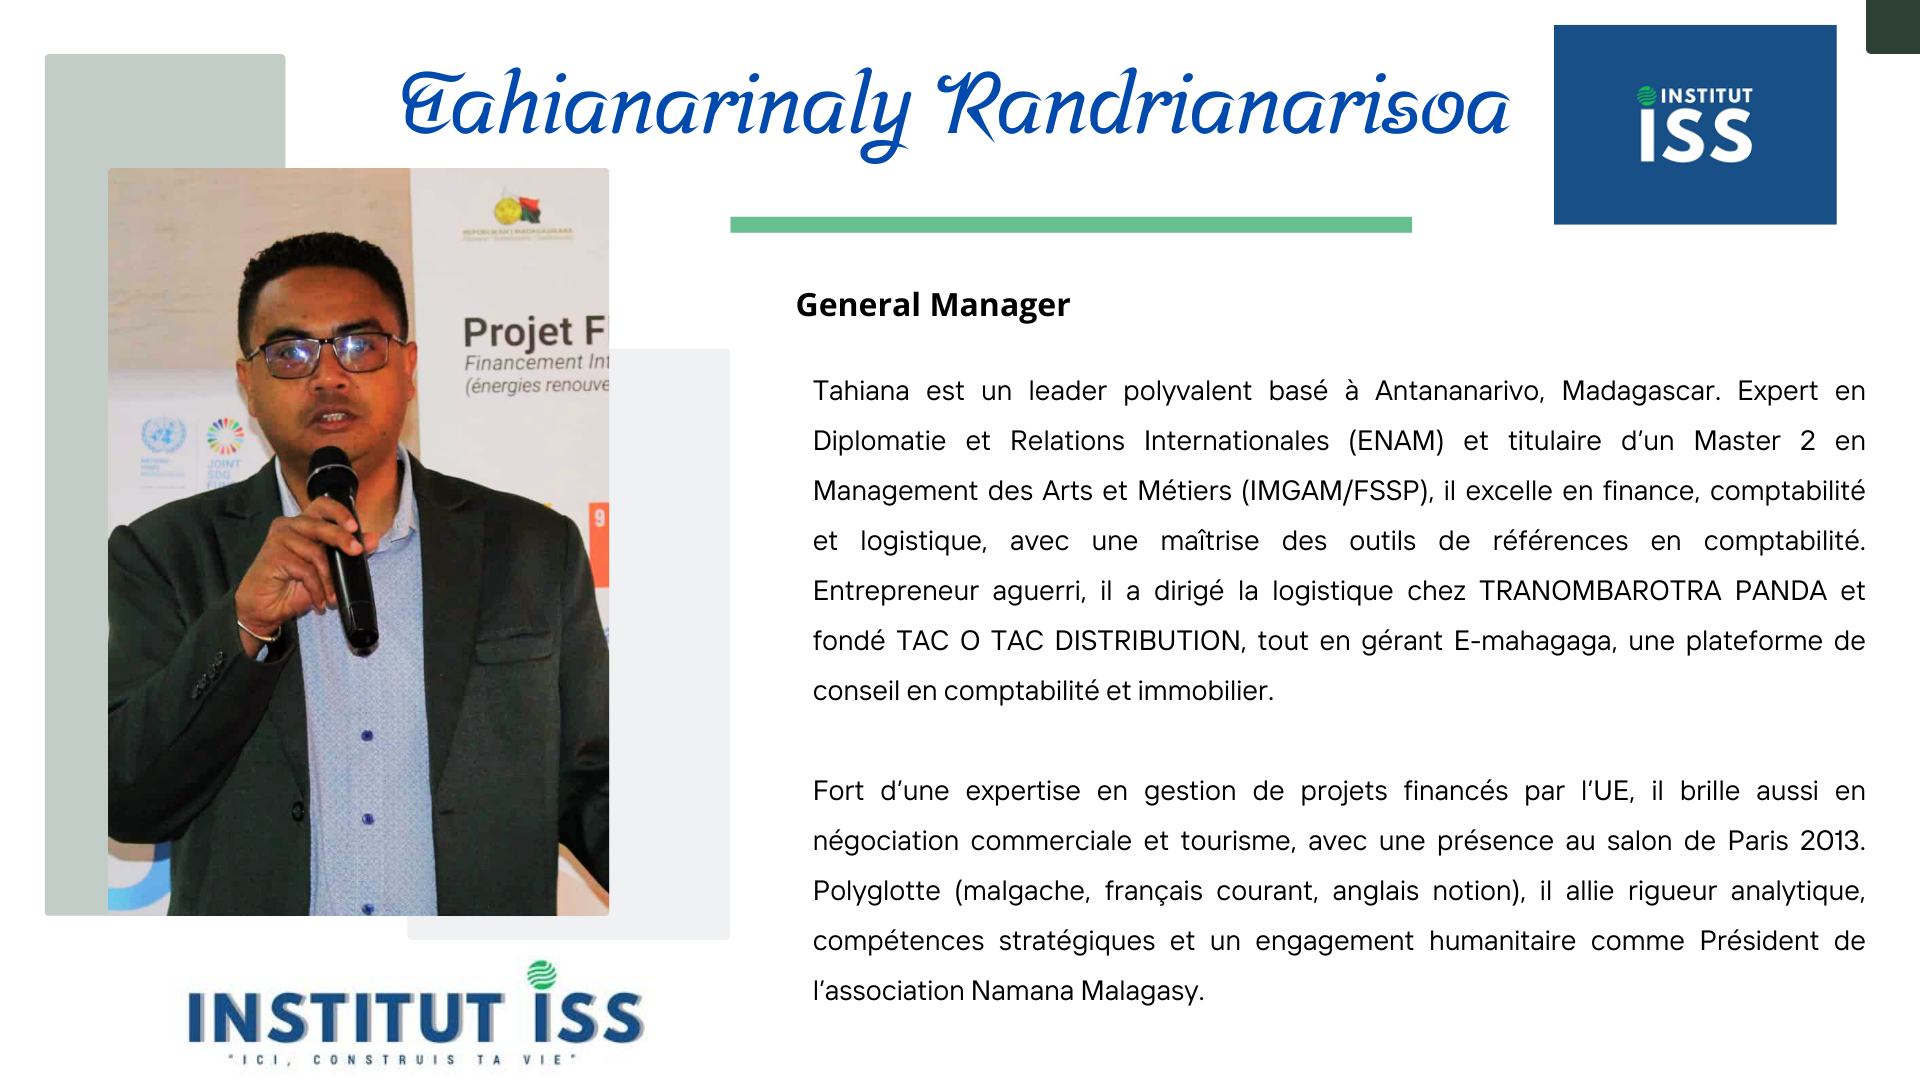 Tahianarinaly Randrianarisoa
INSTITUT
ISS
REPOBLIKAN'I MADAGASIKARA
Projet F
Financement Int
(énergies renouve
JOINT
SDG
FUND
9
General Manager
Tahiana est un leader polyvalent basé à Antananarivo, Madagascar. Expert en
Diplomatie et Relations Internationales (ENAM) et titulaire d'un Master 2 en
Management des Arts et Métiers (IMGAM/FSSP), il excelle en finance, comptabilité
et logistique, avec une maîtrise des outils de références en comptabilité.
Entrepreneur aguerri, il a dirigé la logistique chez TRANOMBAROTRA PANDA et
fondé TAC O TAC DISTRIBUTION, tout en gérant E-mahagaga, une plateforme de
conseil en comptabilité et immobilier.
Fort d'une expertise en gestion de projets financés par l'UE, il brille aussi en
négociation commerciale et tourisme, avec une présence au salon de Paris 2013.
Polyglotte (malgache, français courant, anglais notion), il allie rigueur analytique,
compétences stratégiques et un engagement humanitaire comme Président de
l'association Namana Malagasy.
INSTITUT ISS
"ICI, CONSTRUIS TA VIE"